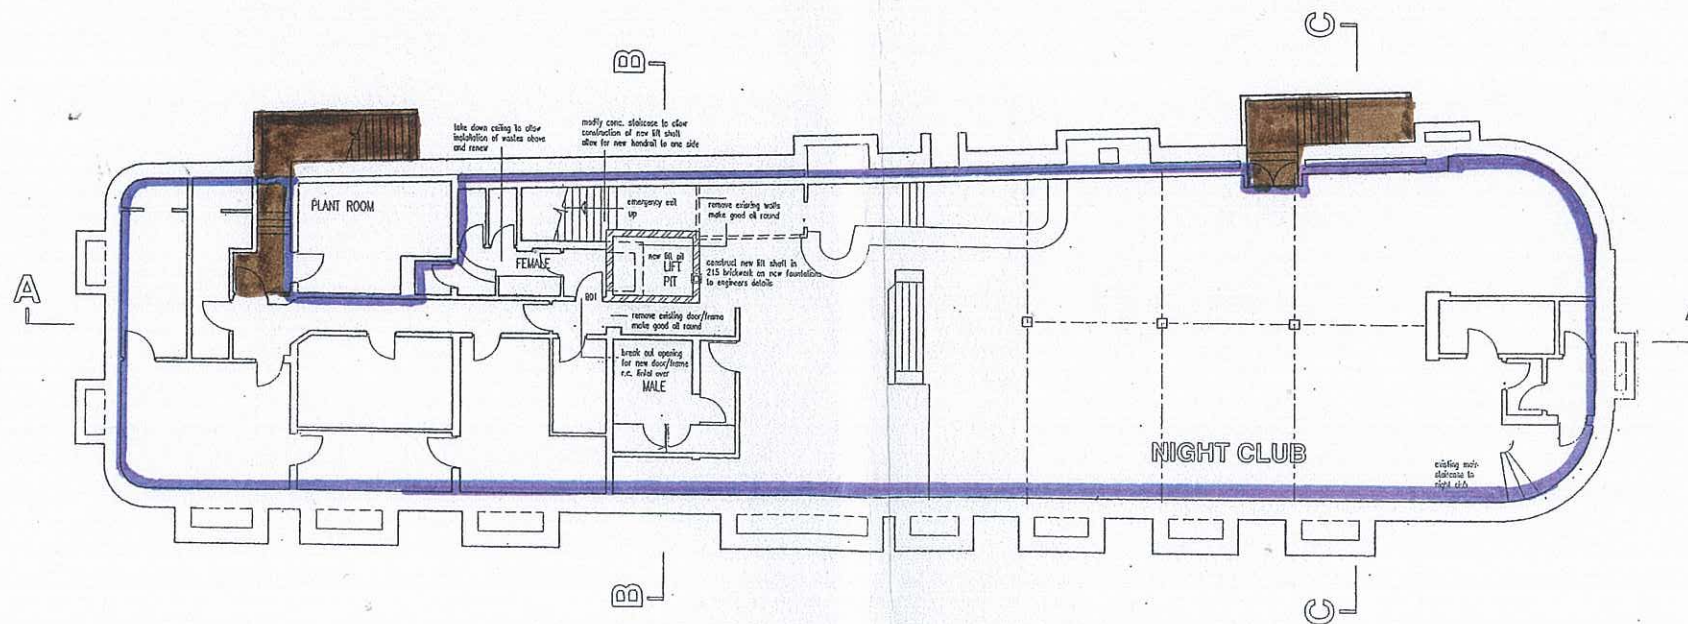 C
B
take down ceiling to allow
installation of wastes above
and renew
modify conc. staircase to allow
construction of new lift shaft
allow for new handrail to one side
PLANT ROOM
emergency exit
up
remove existing walls
make good all round
FEMALE
new lift pit
LIFT
PIT
construct new lift shaft in
215 brickwork on new foundations
to engineers details
A
remove existing door/frame
make good all round
break out opening
for new door/frame
r.c. lintol over
MALE
NIGHT CLUB
existing main
staircase to
night club
B
C